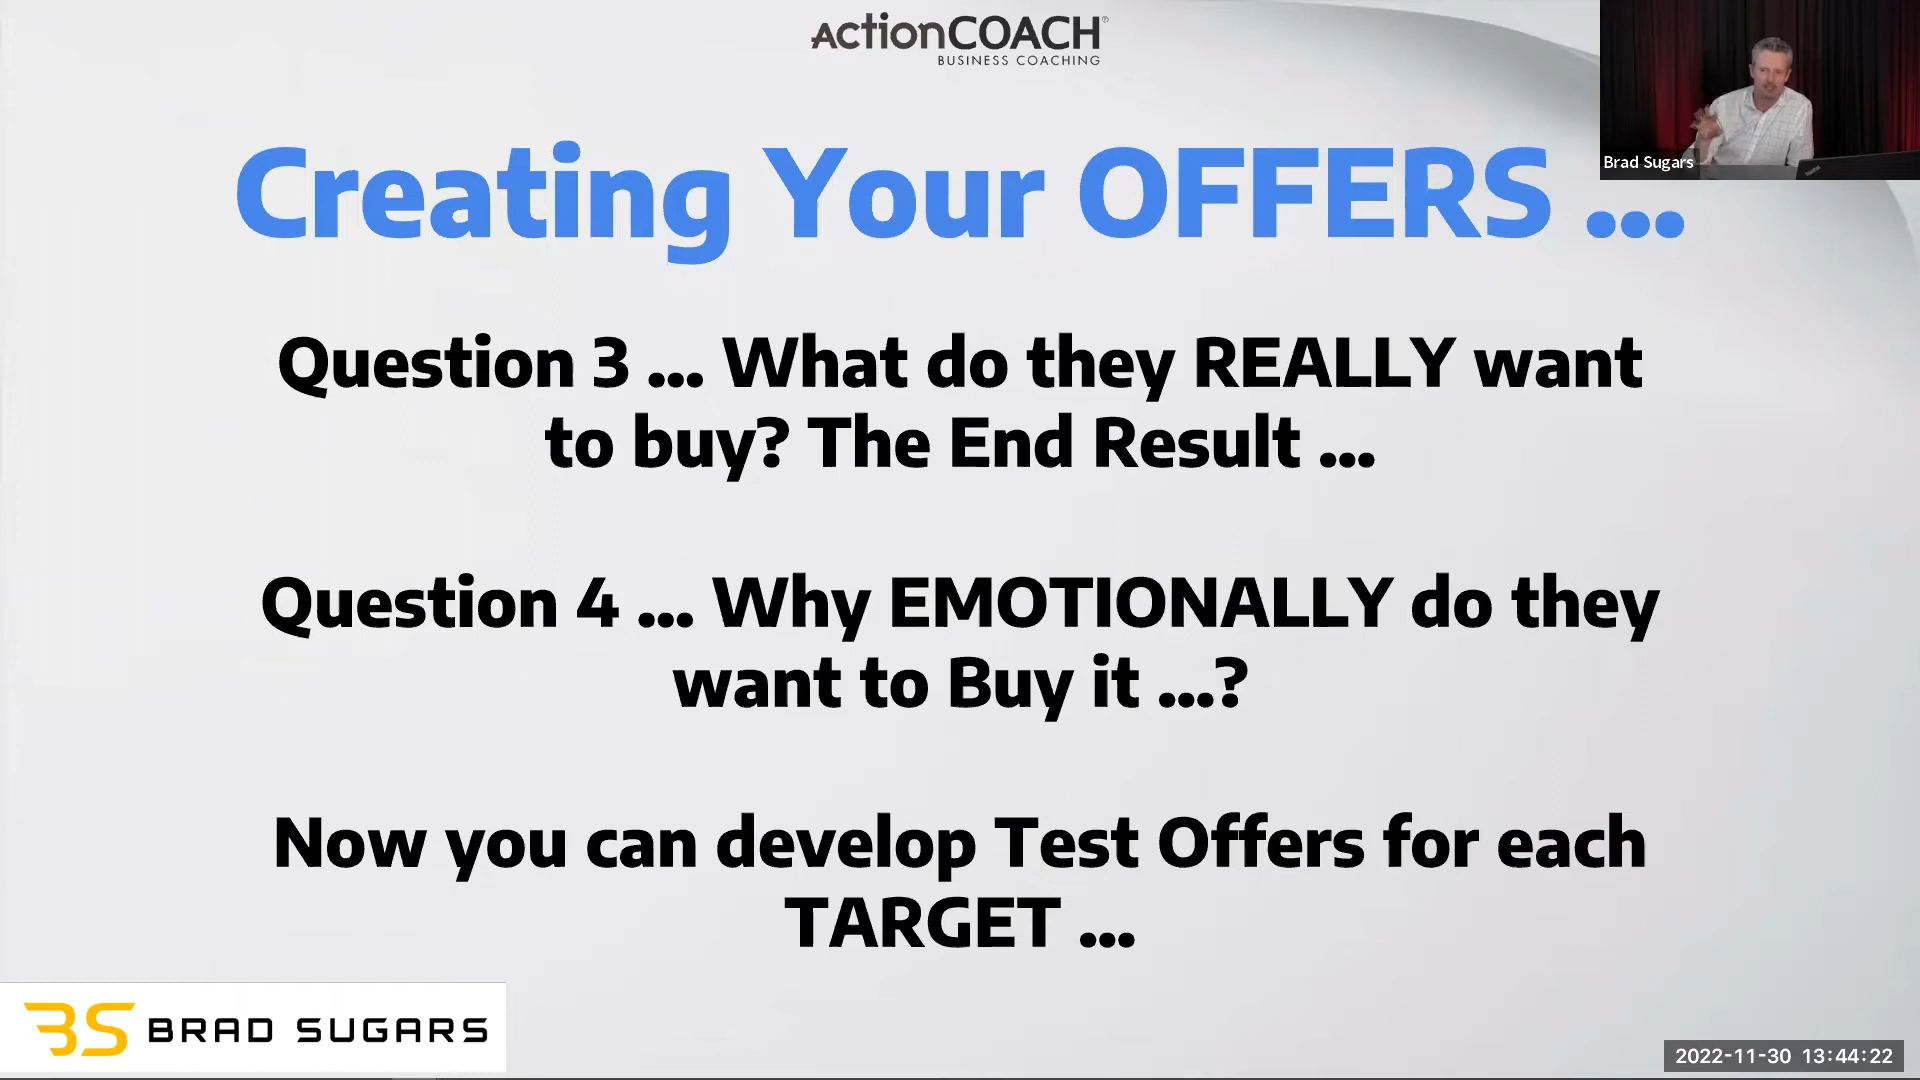 actionCOACH®
BUSINESS COACHING
Brad Sugars
Creating Your OFFERS ...
Question 3 ... What do they REALLY want
to buy? The End Result ...
Question 4 ... Why EMOTIONALLY do they
want to Buy it ...?
Now you can develop Test Offers for each
TARGET ...
BS BRAD SUGARS
2022-11-30 13:44:22